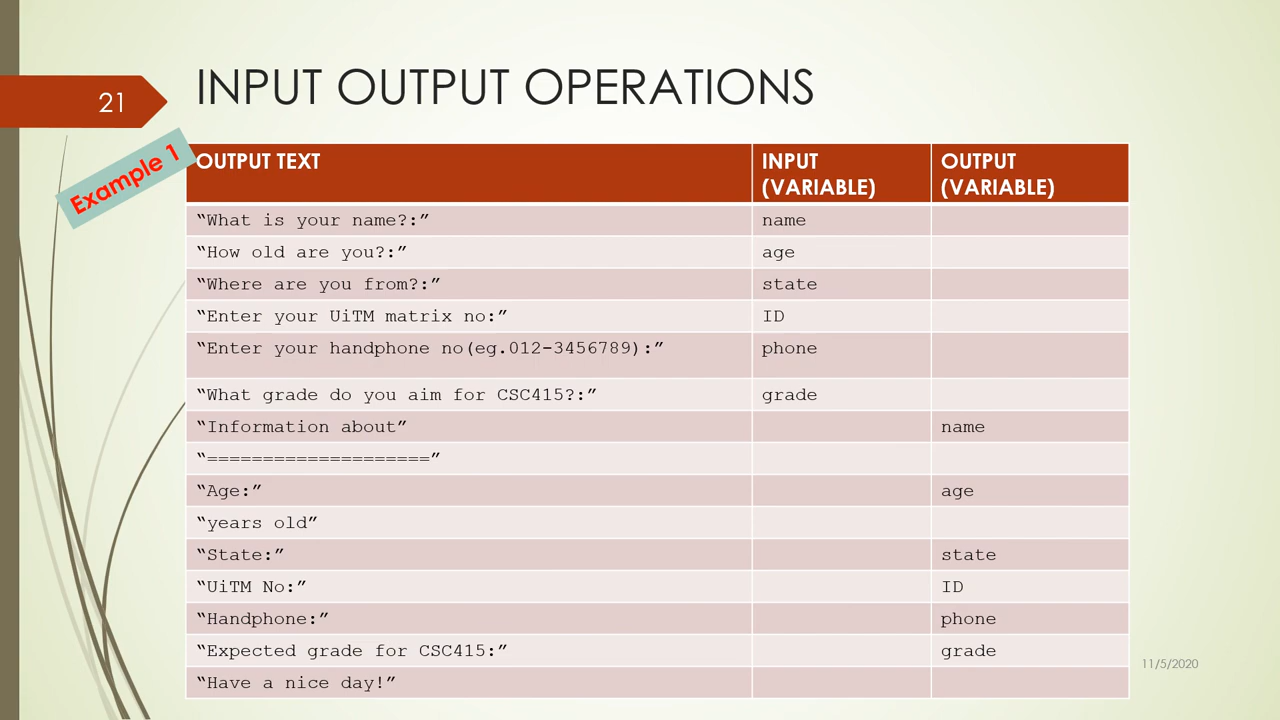 INPUT OUTPUT OPERATIONS
21
Example 1
OUTPUT TEXT INPUT (VARIABLE) OUTPUT (VARIABLE)
“What is your name?:” name
“How old are you?:” age
“Where are you from?:” state
“Enter your UiTM matrix no:” ID
“Enter your handphone no(eg.012-3456789):” phone
“What grade do you aim for CSC415?:” grade
“Information about” name
“====================”
“Age:” age
“years old”
“State:” state
“UiTM No:” ID
“Handphone:” phone
“Expected grade for CSC415:” grade
“Have a nice day!”
11/5/2020